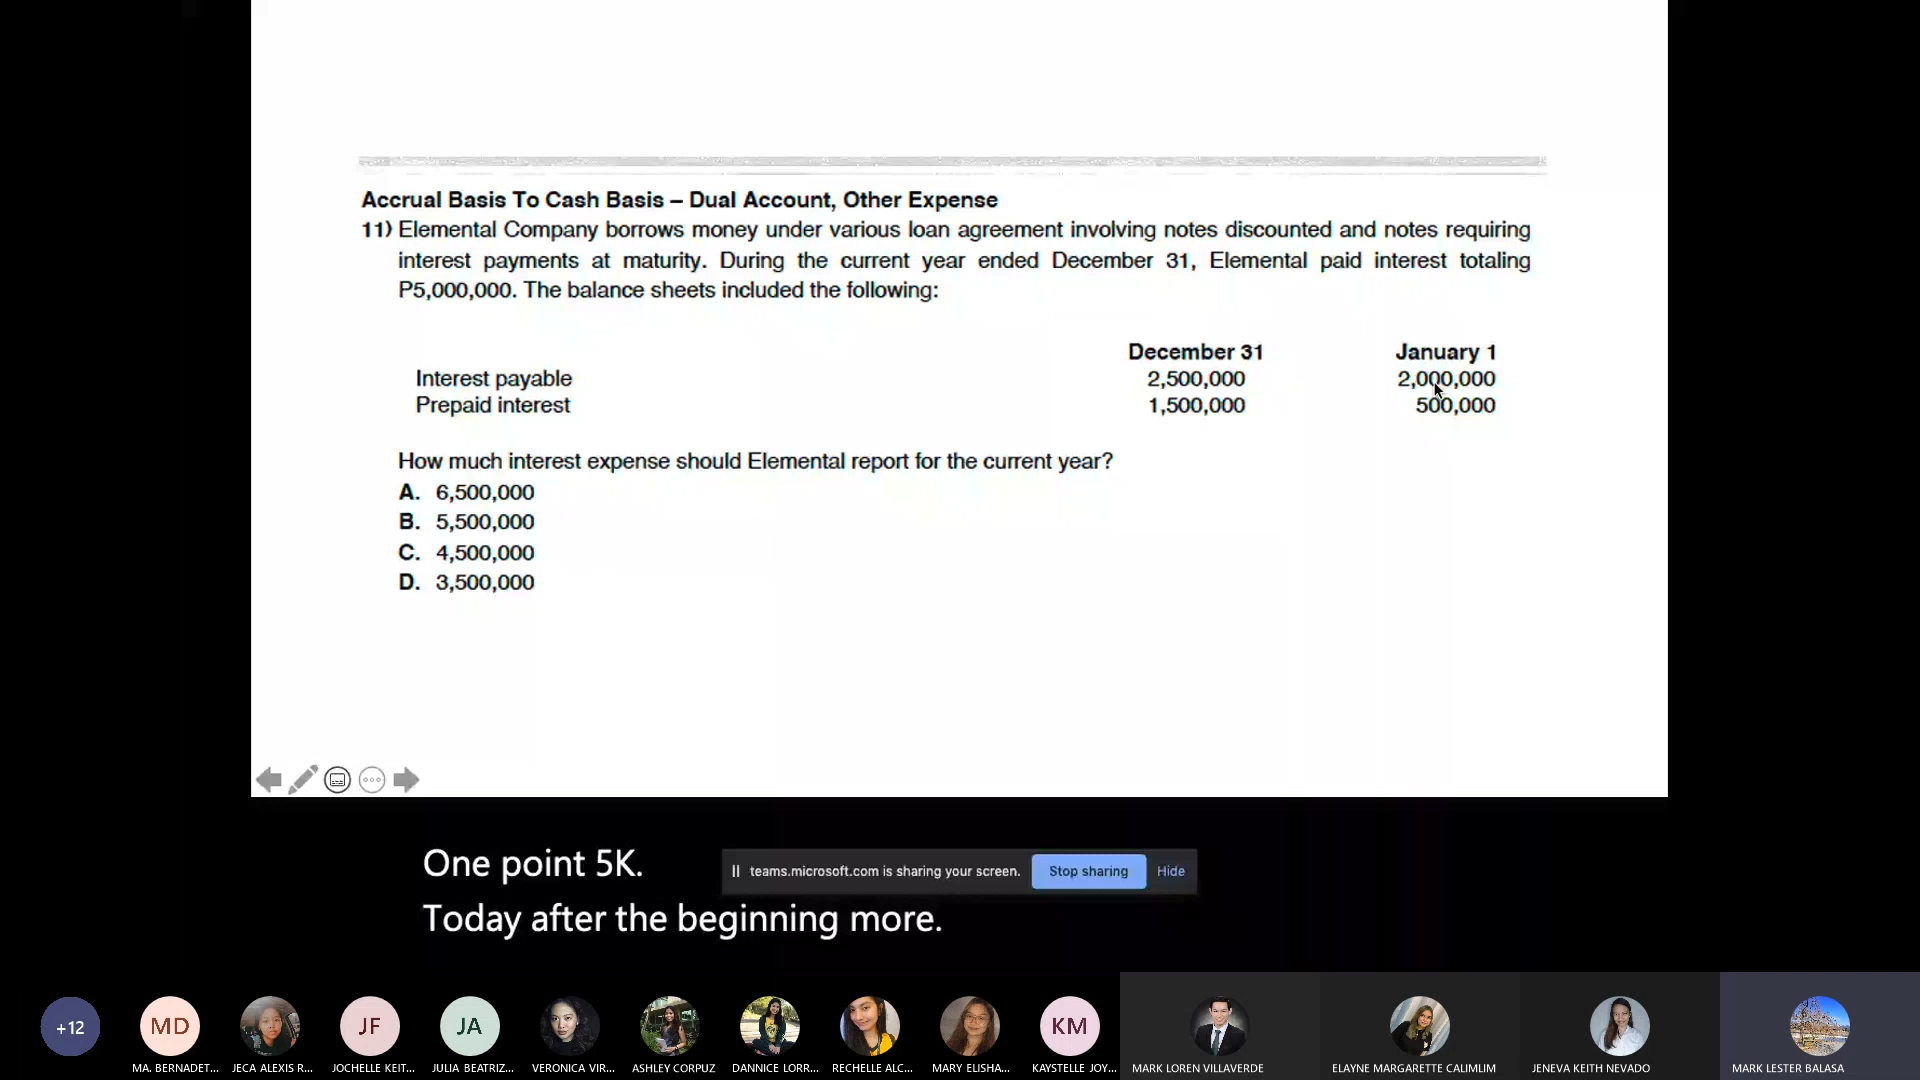 Accrual Basis To Cash Basis – Dual Account, Other Expense
11) Elemental Company borrows money under various loan agreement involving notes discounted and notes requiring
interest payments at maturity. During the current year ended December 31, Elemental paid interest totaling
P5,000,000. The balance sheets included the following:
December 31 January 1
Interest payable 2,500,000 2,000,000
Prepaid interest 1,500,000 500,000
How much interest expense should Elemental report for the current year?
A. 6,500,000
B. 5,500,000
C. 4,500,000
D. 3,500,000
One point 5K.
teams.microsoft.com is sharing your screen. Stop sharing Hide
Today after the beginning more.
+12 MD JF JA KM
MA. BERNADET... JECA ALEXIS R... JOCHELLE KEIT... JULIA BEATRIZ... VERONICA VIR... ASHLEY CORPUZ DANNICE LORR... RECHELLE ALC... MARY ELISHA... KAYSTELLE JOY... MARK LOREN VILLAVERDE ELAYNE MARGARETTE CALIMLIM JENEVA KEITH NEVADO MARK LESTER BALASA